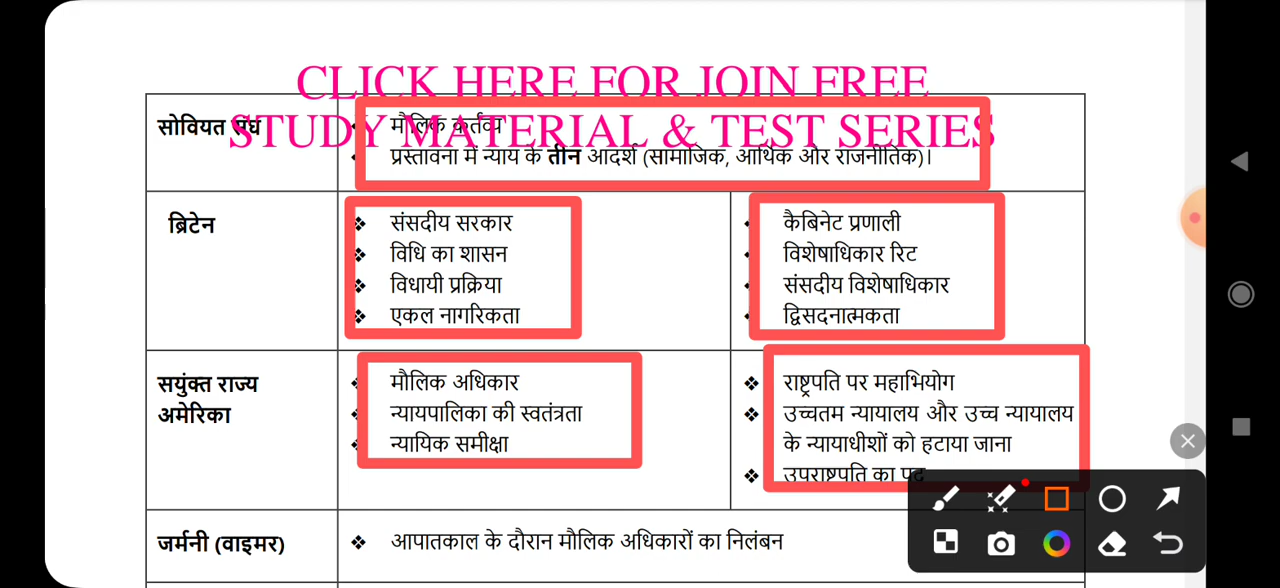 CLICK HERE FOR JOIN FREE
STUDY MATERIAL & TEST SERIES
सोवियत संघ
मौलिक कर्तव्य
प्रस्तावना में न्याय के तीन आदर्श (सामाजिक, आर्थिक और राजनीतिक)।
ब्रिटेन
❖ संसदीय सरकार
❖ विधि का शासन
❖ विधायी प्रक्रिया
❖ एकल नागरिकता
कैबिनेट प्रणाली
विशेषाधिकार रिट
संसदीय विशेषाधिकार
द्विसदनात्मकता
सयुंक्त राज्य
अमेरिका
मौलिक अधिकार
न्यायपालिका की स्वतंत्रता
न्यायिक समीक्षा
❖ राष्ट्रपति पर महाभियोग
❖ उच्चतम न्यायालय और उच्च न्यायालय
के न्यायाधीशों को हटाया जाना
❖ उपराष्ट्रपति का पद
जर्मनी (वाइमर)
❖ आपातकाल के दौरान मौलिक अधिकारों का निलंबन